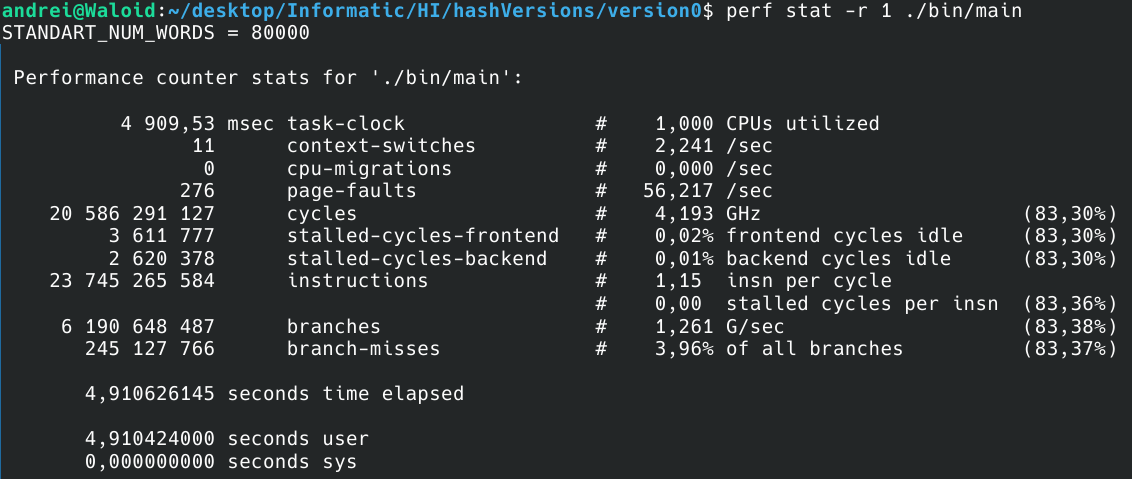 andrei@Waloid:~/desktop/Informatic/HI/hashVersions/version0$ perf stat -r 1 ./bin/main
STANDART_NUM_WORDS = 80000
Performance counter stats for './bin/main':
4 909,53 msec task-clock # 1,000 CPUs utilized
11 context-switches # 2,241 /sec
0 cpu-migrations # 0,000 /sec
276 page-faults # 56,217 /sec
20 586 291 127 cycles # 4,193 GHz (83,30%)
3 611 777 stalled-cycles-frontend # 0,02% frontend cycles idle (83,30%)
2 620 378 stalled-cycles-backend # 0,01% backend cycles idle (83,30%)
23 745 265 584 instructions # 1,15 insn per cycle
# 0,00 stalled cycles per insn (83,36%)
6 190 648 487 branches # 1,261 G/sec (83,38%)
245 127 766 branch-misses # 3,96% of all branches (83,37%)
4,910626145 seconds time elapsed
4,910424000 seconds user
0,000000000 seconds sys